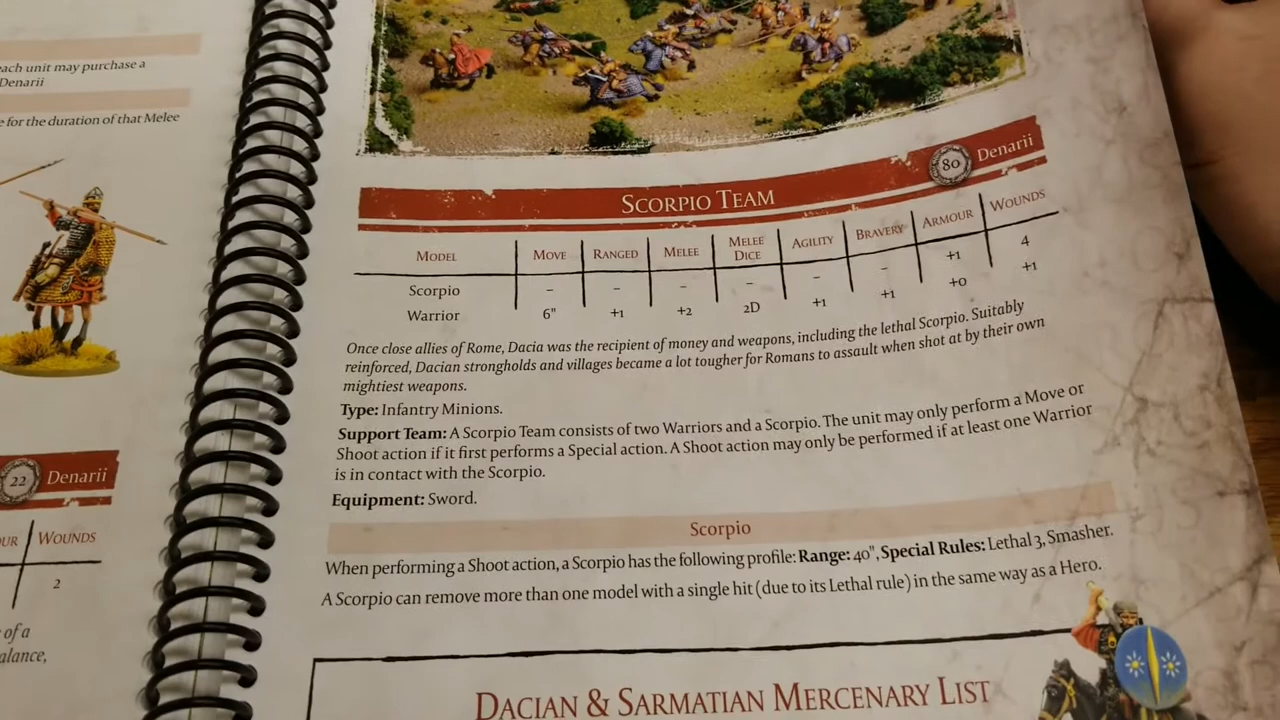 each unit may purchase a
Denarii
e for the duration of that Melee
22 Denarii
WOUNDS
2
of a
alance,
80 Denarii
SCORPIO TEAM
MODEL MOVE RANGED MELEE MELEE DICE AGILITY BRAVERY ARMOUR WOUNDS
Scorpio – – – – – – +1 4
Warrior 6" +1 +2 2D +1 +1 +0 +1
Once close allies of Rome, Dacia was the recipient of money and weapons, including the lethal Scorpio. Suitably
reinforced, Dacian strongholds and villages became a lot tougher for Romans to assault when shot at by their own
mightiest weapons.
Type: Infantry Minions.
Support Team: A Scorpio Team consists of two Warriors and a Scorpio. The unit may only perform a Move or
Shoot action if it first performs a Special action. A Shoot action may only be performed if at least one Warrior
is in contact with the Scorpio.
Equipment: Sword.
Scorpio
When performing a Shoot action, a Scorpio has the following profile: Range: 40", Special Rules: Lethal 3, Smasher.
A Scorpio can remove more than one model with a single hit (due to its Lethal rule) in the same way as a Hero.
DACIAN & SARMATIAN MERCENARY LIST